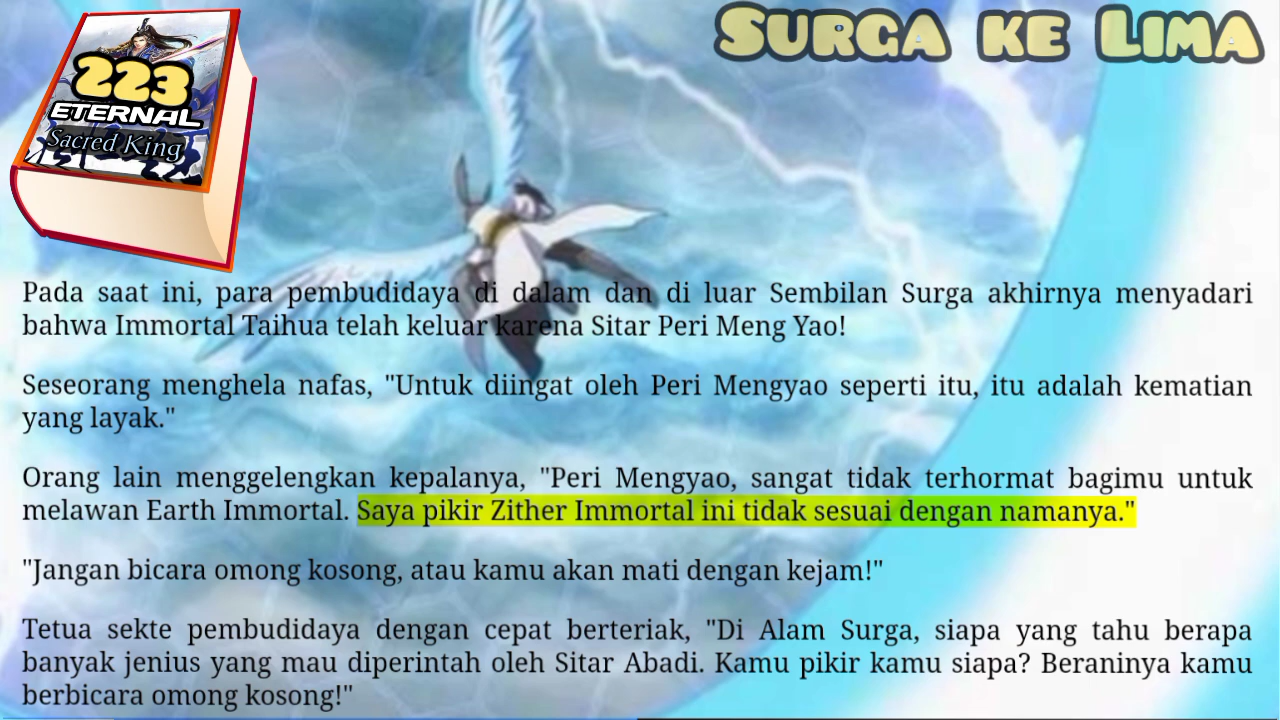 SURGA KE LIMA
223
ETERNAL
Sacred King
Pada saat ini, para pembudidaya di dalam dan di luar Sembilan Surga akhirnya menyadari
bahwa Immortal Taihua telah keluar karena Sitar Peri Meng Yao!
Seseorang menghela nafas, "Untuk diingat oleh Peri Mengyao seperti itu, itu adalah kematian
yang layak."
Orang lain menggelengkan kepalanya, "Peri Mengyao, sangat tidak terhormat bagimu untuk
melawan Earth Immortal. Saya pikir Zither Immortal ini tidak sesuai dengan namanya."
"Jangan bicara omong kosong, atau kamu akan mati dengan kejam!"
Tetua sekte pembudidaya dengan cepat berteriak, "Di Alam Surga, siapa yang tahu berapa
banyak jenius yang mau diperintah oleh Sitar Abadi. Kamu pikir kamu siapa? Beraninya kamu
berbicara omong kosong!"